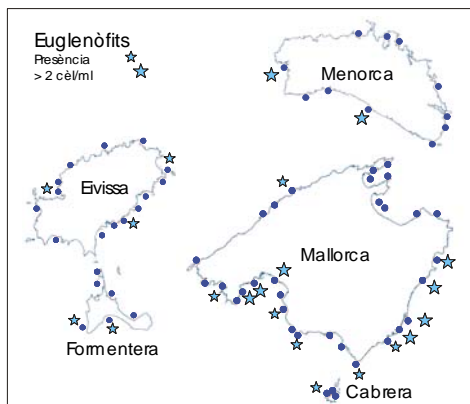 Euglenòfits
Presència
> 2 cèl/ml
Menorca
Eivissa
Mallorca
Formentera
Cabrera